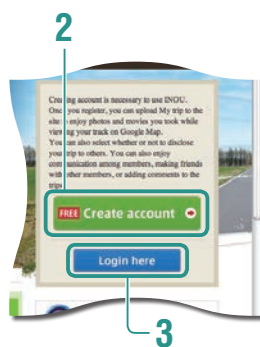 2
Creating account is necessary to use INOU.
Once you register, you can upload My trip to the
site to enjoy photos and movies you took while
viewing your track on Google Map.
You can also select whether or not to disclose
your trip to others. You can also enjoy
communication among members, making friends
with other members, or adding comments to the
trips.
FREE Create account
Login here
3